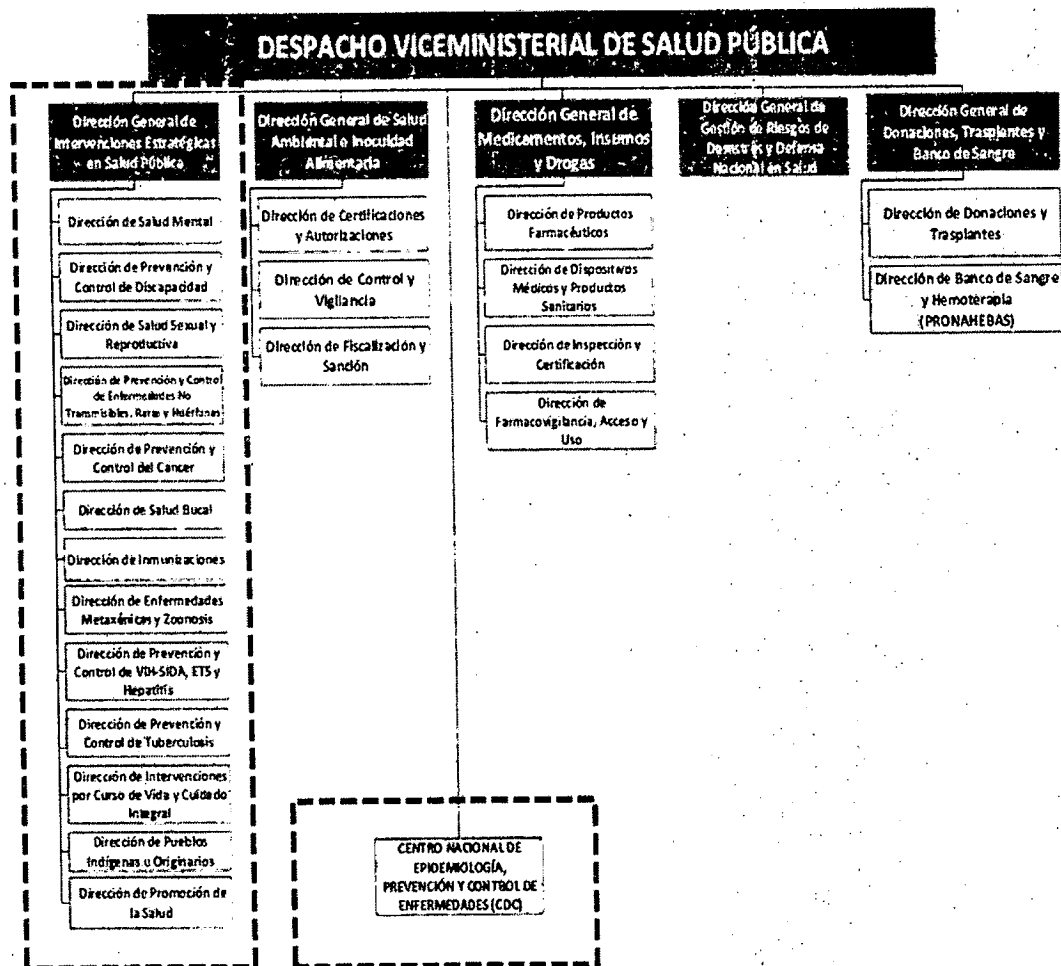 DESPACHO VICEMINISTERIAL DE SALUD PÚBLICA
Dirección General de
Intervenciones Estratégicas
en Salud Pública
Dirección de Salud Mental
Dirección de Prevención y
Control de Discapacidad
Dirección de Salud Sexual y
Reproductiva
Dirección de Prevención y Control
de Enfermedades No
Transmisibles, Raras y Huérfanas
Dirección de Prevención y
Control del Cancer
Dirección de Salud Bucal
Dirección de Inmunizaciones
Dirección de Enfermedades
Metaxénicas y Zoonosis
Dirección de Prevención y
Control de VIH-SIDA, ETS y
Hepatitis
Dirección de Prevención y
Control de Tuberculosis
Dirección de Intervenciones
por Curso de Vida y Cuidado
Integral
Dirección de Pueblos
Indígenas u Originarios
Dirección de Promoción de
la Salud
Dirección General de Salud
Ambiental e Inocuidad
Alimentaria
Dirección de Certificaciones
y Autorizaciones
Dirección de Control y
Vigilancia
Dirección de Fiscalización y
Sanción
CENTRO NACIONAL DE
EPIDEMIOLOGÍA,
PREVENCIÓN Y CONTROL DE
ENFERMEDADES (CDC)
Dirección General de
Medicamentos, Insumos
y Drogas
Dirección de Productos
Farmacéuticos
Dirección de Dispositivos
Médicos y Productos
Sanitarios
Dirección de Inspección y
Certificación
Dirección de
Farmacovigilancia, Acceso y
Uso
Dirección General de
Gestión de Riesgos de
Desastres y Defensa
Nacional en Salud
Dirección General de
Donaciones, Trasplantes y
Banco de Sangre
Dirección de Donaciones y
Trasplantes
Dirección de Banco de Sangre
y Hemoterapia
(PRONAHEBAS)